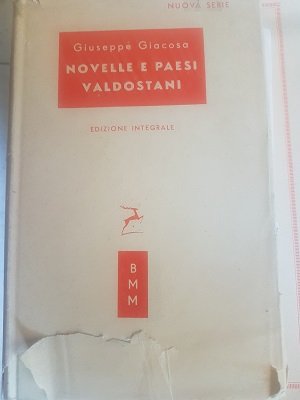 NUOVA SERIE
Giuseppe Giacosa
NOVELLE E PAESI
VALDOSTANI
EDIZIONE INTEGRALE
B
M
M